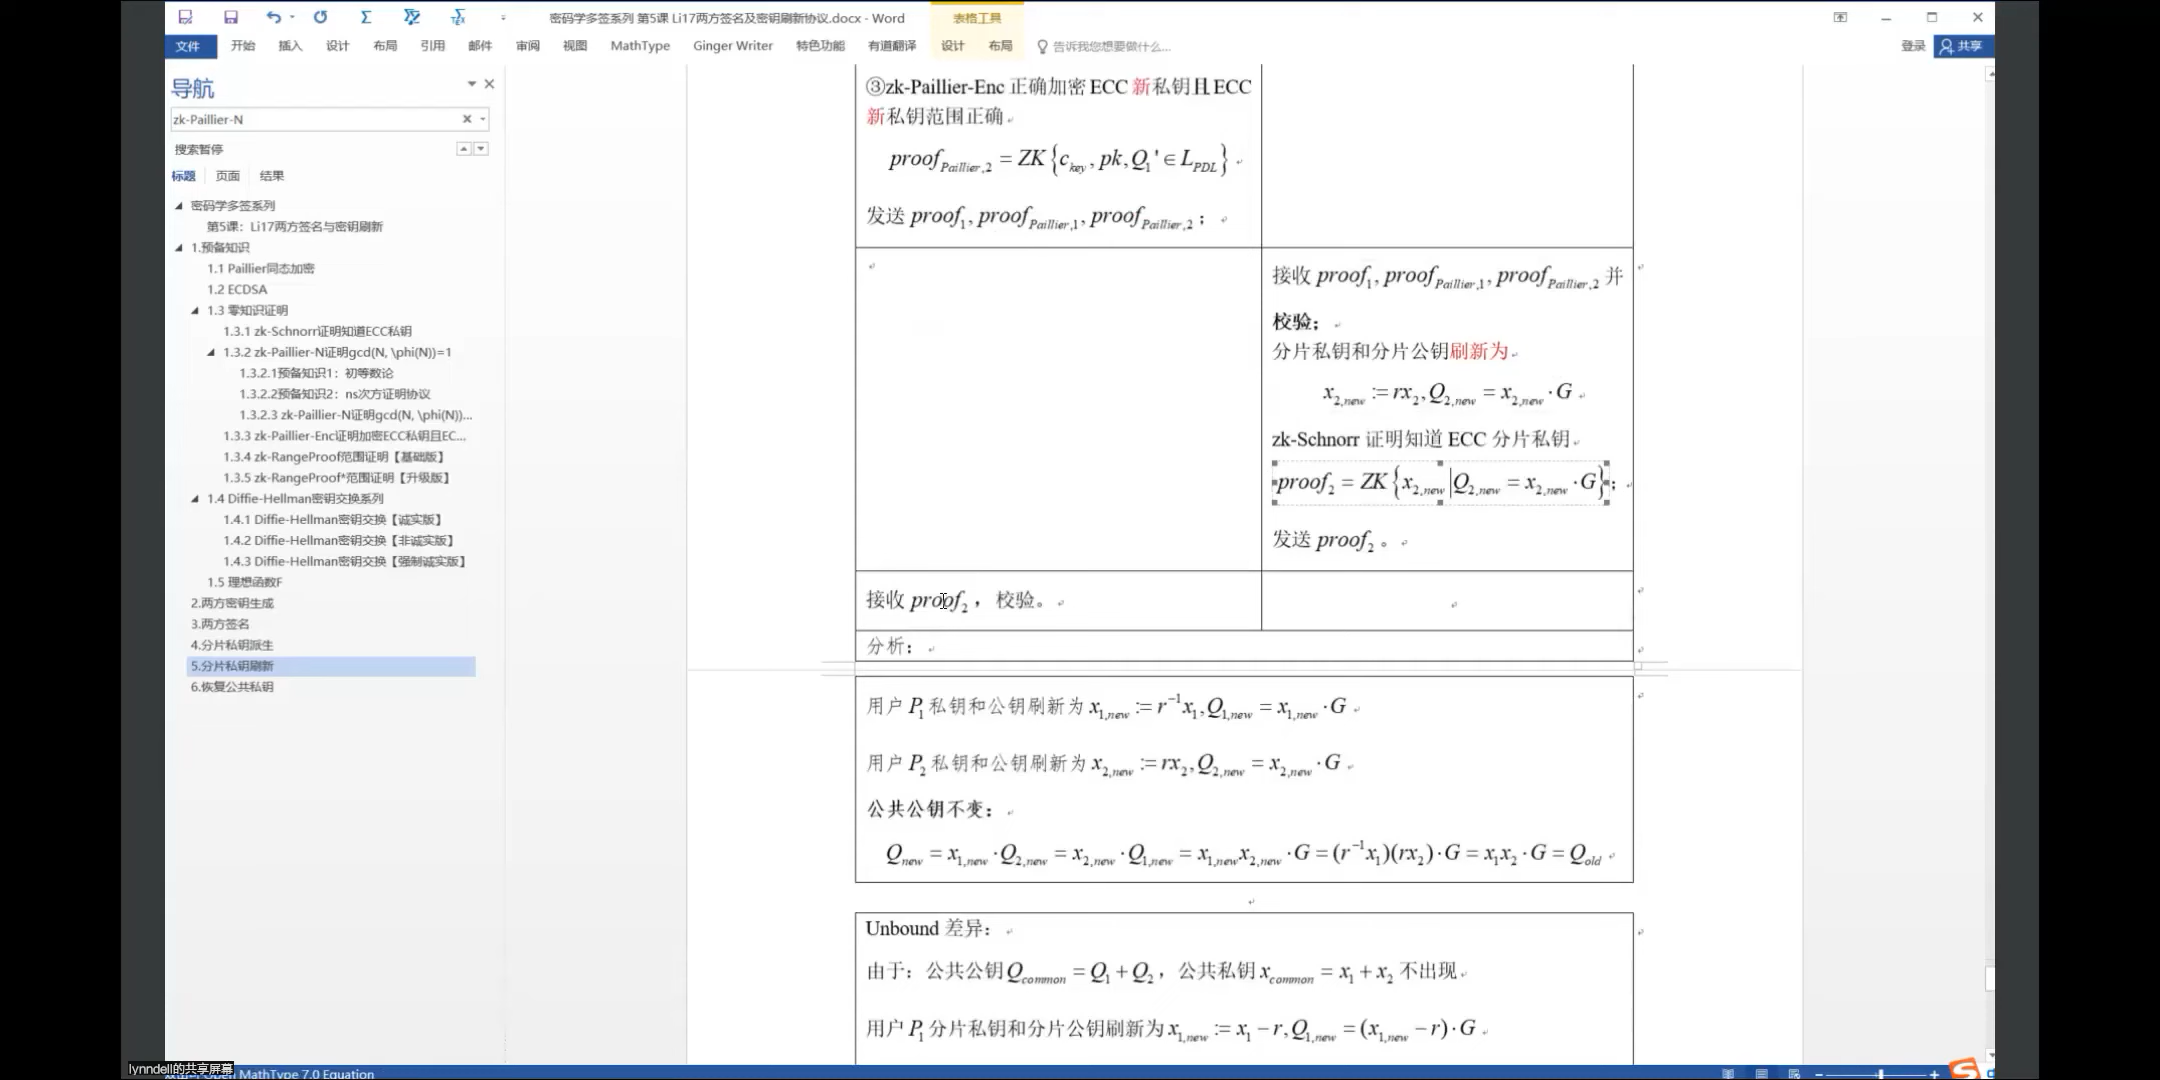 密码学多签系列 第5课 Li17两方签名及密钥刷新协议.docx - Word
表格工具
文件 开始 插入 设计 布局 引用 邮件 审阅 视图 MathType Ginger Writer 特色功能 有道翻译 设计 布局 告诉我您想要做什么... 登录 共享
导航
zk-Paillier-N
搜索暂停
标题 页面 结果
密码学多签系列
第5课：Li17两方签名与密钥刷新
1.预备知识
1.1 Paillier同态加密
1.2 ECDSA
1.3 零知识证明
1.3.1 zk-Schnorr证明知道ECC私钥
1.3.2 zk-Paillier-N证明gcd(N, \phi(N))=1
1.3.2.1预备知识1：初等数论
1.3.2.2预备知识2：ns次方证明协议
1.3.2.3 zk-Paillier-N证明gcd(N, \phi(N))...
1.3.3 zk-Paillier-Enc证明加密ECC私钥且EC...
1.3.4 zk-RangeProof范围证明【基础版】
1.3.5 zk-RangeProof*范围证明【升级版】
1.4 Diffie-Hellman密钥交换系列
1.4.1 Diffie-Hellman密钥交换【诚实版】
1.4.2 Diffie-Hellman密钥交换【非诚实版】
1.4.3 Diffie-Hellman密钥交换【强制诚实版】
1.5 理想函数F
2.两方密钥生成
3.两方签名
4.分片私钥派生
5.分片私钥刷新
6.恢复公共私钥
③zk-Paillier-Enc 正确加密 ECC 新私钥且 ECC
新私钥范围正确
proof_{Paillier,2} = ZK{c_{key}, pk, Q_1' ∈ L_{PDL}}
发送 proof_1, proof_{Paillier,1}, proof_{Paillier,2}；
接收 proof_1, proof_{Paillier,1}, proof_{Paillier,2} 并
校验；
分片私钥和分片公钥刷新为
x_{2,new} := rx_2, Q_{2,new} = x_{2,new} · G
zk-Schnorr 证明知道 ECC 分片私钥
proof_2 = ZK{x_{2,new} |Q_{2,new} = x_{2,new} · G}；
发送 proof_2 。
接收 proof_2 ，校验。
分析：
用户 P_1 私钥和公钥刷新为 x_{1,new} := r^{-1}x_1, Q_{1,new} = x_{1,new} · G
用户 P_2 私钥和公钥刷新为 x_{2,new} := rx_2, Q_{2,new} = x_{2,new} · G
公共公钥不变：
Q_{new} = x_{1,new} · Q_{2,new} = x_{2,new} · Q_{1,new} = x_{1,new}x_{2,new} · G = (r^{-1}x_1)(rx_2) · G = x_1x_2 · G = Q_{old}
Unbound 差异：
由于：公共公钥 Q_{common} = Q_1 + Q_2，公共私钥 x_{common} = x_1 + x_2 不出现
用户 P_1 分片私钥和分片公钥刷新为 x_{1,new} := x_1 − r, Q_{1,new} = (x_{1,new} − r) · G
lynndell的共享屏幕
MathType 7.0 Equation